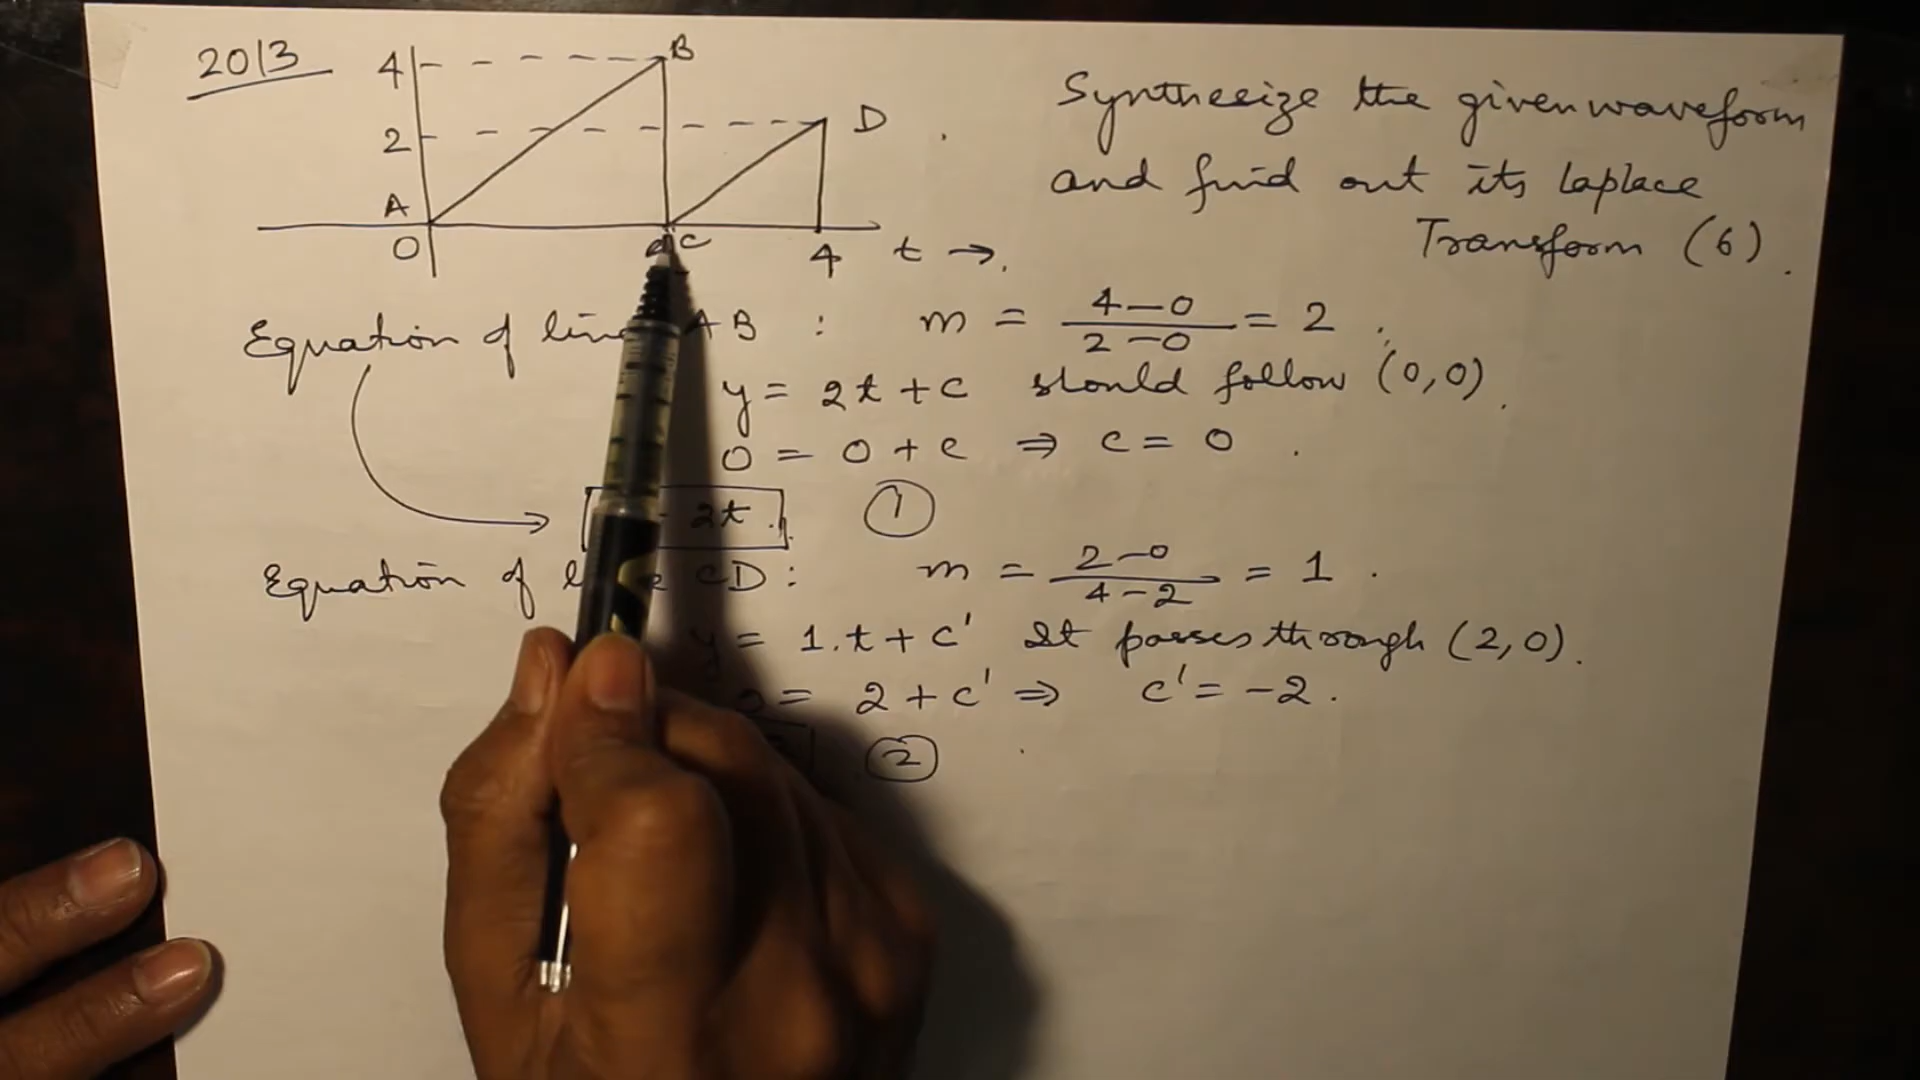 2013
4
B
2
D
A
0
C
4
t →
Synthesize the given waveform
and find out its Laplace
Transform (6).
Equation of line AB : m = 4-0 / 2-0 = 2
y = 2t + c should follow (0,0).
0 = 0 + c ⇒ c = 0.
2t. ①
Equation of CD : m = 2-0 / 4-2 = 1.
y = 1.t + c' It passes through (2,0).
0 = 2 + c' ⇒ c' = -2.
②